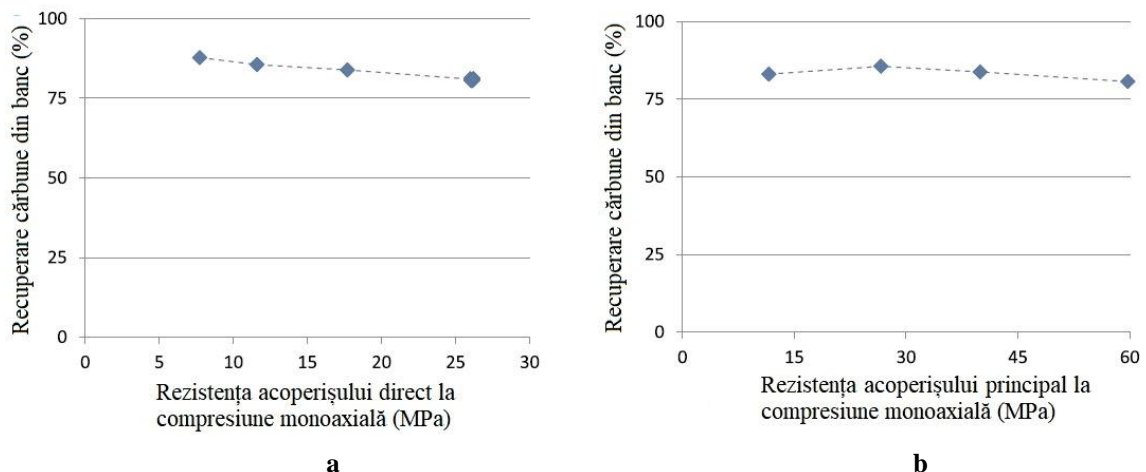 Recuperare cărbune din banc (%)
100
75
50
25
0
0 5 10 15 20 25 30
Rezistența acoperișului direct la
compresiune monoaxială (MPa)
a
Recuperare cărbune din banc (%)
100
75
50
25
0
0 15 30 45 60
Rezistența acoperișului principal la
compresiune monoaxială (MPa)
b